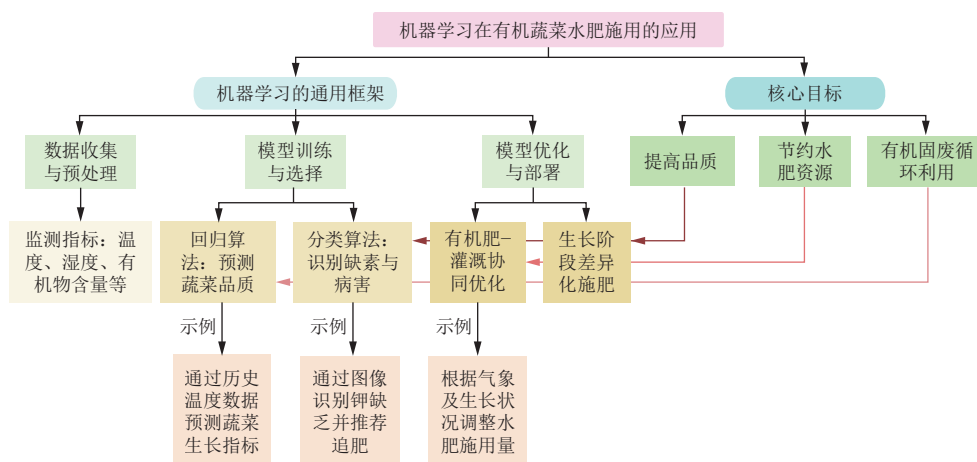 机器学习在有机蔬菜水肥施用的应用
机器学习的通用框架
核心目标
数据收集
与预处理
模型训练
与选择
模型优化
与部署
提高品质
节约水
肥资源
有机固废循
环利用
监测指标：温
度、湿度、有
机物含量等
回归算
法：预测
蔬菜品质
分类算法：
识别缺素与
病害
有机肥−
灌溉协
同优化
生长阶
段差异
化施肥
示例
示例
示例
通过历史
温度数据
预测蔬菜
生长指标
通过图像
识别钾缺
乏并推荐
追肥
根据气象
及生长状
况调整水
肥施用量